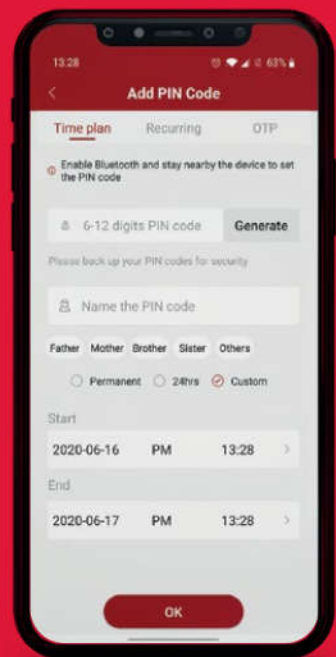 13:28
63%
Add PIN Code
Time plan
Recurring
OTP
Enable Bluetooth and stay nearby the device to set
the PIN code
6-12 digits PIN code
Generate
Please back up your PIN codes for security
Name the PIN code
Father Mother Brother Sister Others
Permanent 24hrs Custom
Start
2020-06-16 PM 13:28
End
2020-06-17 PM 13:28
OK